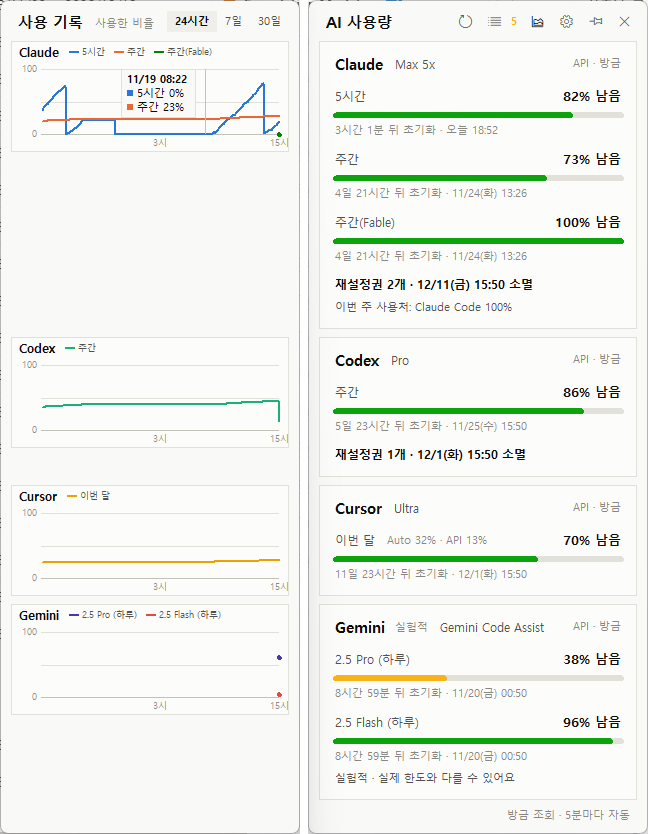 사용 기록 사용한 비율 24시간 7일 30일
Claude 5시간 주간 주간(Fable)
100
11/19 08:22
5시간 0%
주간 23%
0
3시 15시
Codex 주간
100
0
3시 15시
Cursor 이번 달
100
0
3시 15시
Gemini 2.5 Pro (하루) 2.5 Flash (하루)
100
0
3시 15시
AI 사용량 5
Claude Max 5x API · 방금
5시간 82% 남음
3시간 1분 뒤 초기화 · 오늘 18:52
주간 73% 남음
4일 21시간 뒤 초기화 · 11/24(화) 13:26
주간(Fable) 100% 남음
4일 21시간 뒤 초기화 · 11/24(화) 13:26
재설정권 2개 · 12/11(금) 15:50 소멸
이번 주 사용처: Claude Code 100%
Codex Pro API · 방금
주간 86% 남음
5일 23시간 뒤 초기화 · 11/25(수) 15:50
재설정권 1개 · 12/1(화) 15:50 소멸
Cursor Ultra API · 방금
이번 달 Auto 32% · API 13% 70% 남음
11일 23시간 뒤 초기화 · 12/1(화) 15:50
Gemini 실험적 Gemini Code Assist API · 방금
2.5 Pro (하루) 38% 남음
8시간 59분 뒤 초기화 · 11/20(금) 00:50
2.5 Flash (하루) 96% 남음
8시간 59분 뒤 초기화 · 11/20(금) 00:50
실험적 · 실제 한도와 다를 수 있어요
방금 조회 · 5분마다 자동